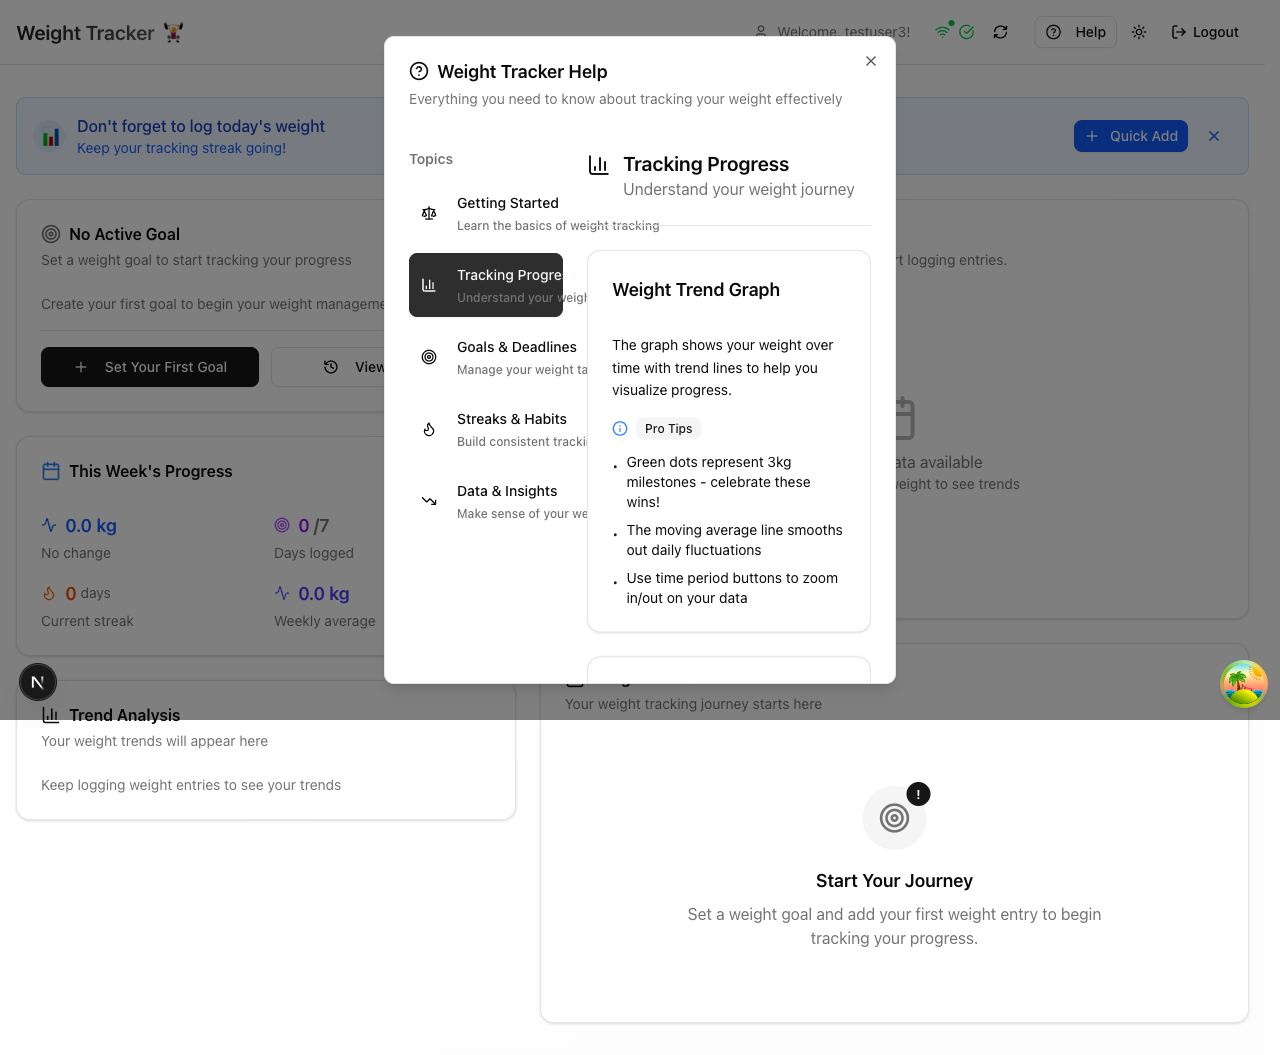 Weight Tracker
Welcome, testuser3!
Help
Logout
Don't forget to log today's weight
Keep your tracking streak going!
Quick Add
No Active Goal
Set a weight goal to start tracking your progress
Create your first goal to begin your weight manageme
Set Your First Goal
View
This Week's Progress
0.0 kg
No change
0 /7
Days logged
0 days
Current streak
0.0 kg
Weekly average
Trend Analysis
Your weight trends will appear here
Keep logging weight entries to see your trends
rt logging entries.
ata available
weight to see trends
Your weight tracking journey starts here
!
Start Your Journey
Set a weight goal and add your first weight entry to begin
tracking your progress.
N
Weight Tracker Help
Everything you need to know about tracking your weight effectively
Topics
Getting Started
Learn the basics of weight tracking
Tracking Progre
Understand your weigh
Goals & Deadlines
Manage your weight ta
Streaks & Habits
Build consistent tracki
Data & Insights
Make sense of your we
Tracking Progress
Understand your weight journey
Weight Trend Graph
The graph shows your weight over
time with trend lines to help you
visualize progress.
Pro Tips
• Green dots represent 3kg
milestones - celebrate these
wins!
• The moving average line smooths
out daily fluctuations
• Use time period buttons to zoom
in/out on your data